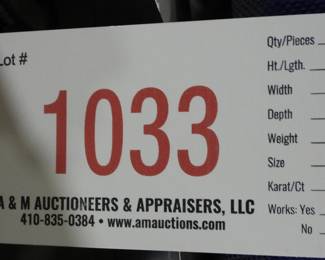 Lot #
1033
A & M AUCTIONEERS & APPRAISERS, LLC
410-835-0384 • www.amauctions.com
Qty/Pieces
Ht./Lgth.
Width
Depth
Weight
Size
Karat/Ct
Works: Yes
No